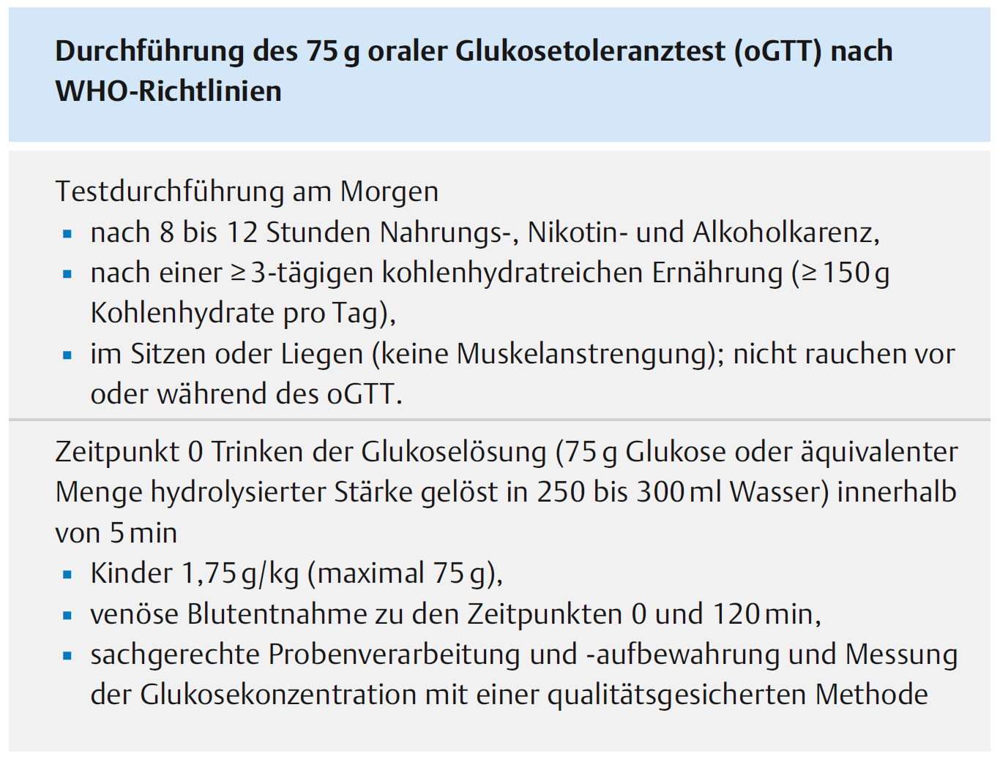 Durchführung des 75 g oraler Glukosetoleranztest (oGTT) nach
WHO-Richtlinien
Testdurchführung am Morgen
▪ nach 8 bis 12 Stunden Nahrungs-, Nikotin- und Alkoholkarenz,
▪ nach einer ≥ 3-tägigen kohlenhydratreichen Ernährung (≥ 150 g
Kohlenhydrate pro Tag),
▪ im Sitzen oder Liegen (keine Muskelanstrengung); nicht rauchen vor
oder während des oGTT.
Zeitpunkt 0 Trinken der Glukoselösung (75 g Glukose oder äquivalenter
Menge hydrolysierter Stärke gelöst in 250 bis 300 ml Wasser) innerhalb
von 5 min
▪ Kinder 1,75 g/kg (maximal 75 g),
▪ venöse Blutentnahme zu den Zeitpunkten 0 und 120 min,
▪ sachgerechte Probenverarbeitung und -aufbewahrung und Messung
der Glukosekonzentration mit einer qualitätsgesicherten Methode